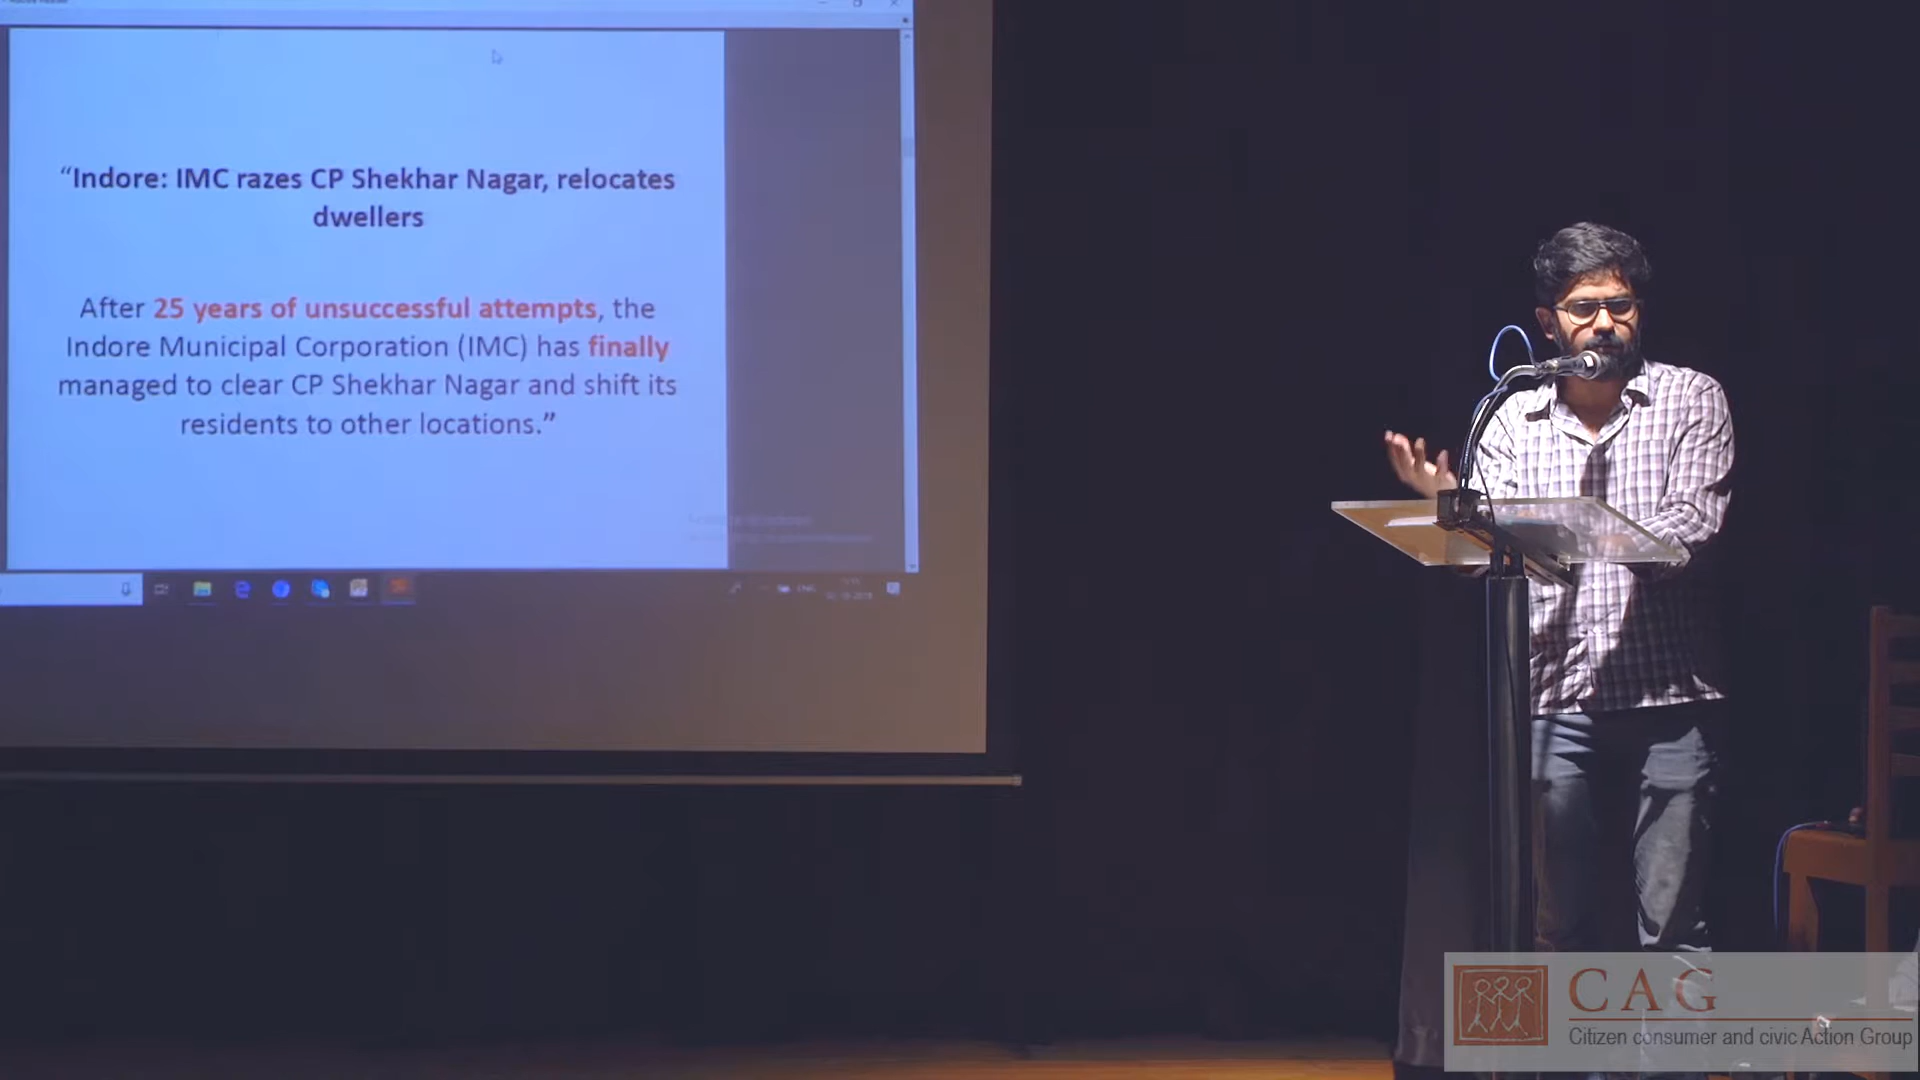 “Indore: IMC razes CP Shekhar Nagar, relocates
dwellers
After 25 years of unsuccessful attempts, the
Indore Municipal Corporation (IMC) has finally
managed to clear CP Shekhar Nagar and shift its
residents to other locations.”
ENG
CAG
Citizen consumer and civic Action Group